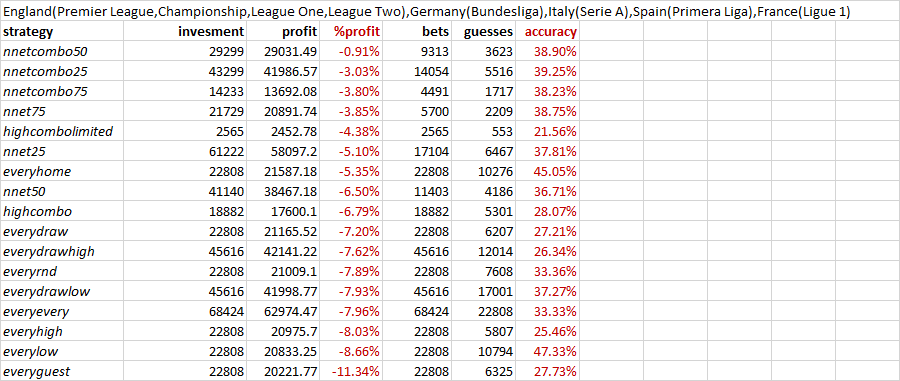 England(Premier League,Championship,League One,League Two),Germany(Bundesliga),Italy(Serie A),Spain(Primera Liga),France(Ligue 1)
strategy invesment profit %profit bets guesses accuracy
nnetcombo50 29299 29031.49 -0.91% 9313 3623 38.90%
nnetcombo25 43299 41986.57 -3.03% 14054 5516 39.25%
nnetcombo75 14233 13692.08 -3.80% 4491 1717 38.23%
nnet75 21729 20891.74 -3.85% 5700 2209 38.75%
highcombolimited 2565 2452.78 -4.38% 2565 553 21.56%
nnet25 61222 58097.2 -5.10% 17104 6467 37.81%
everyhome 22808 21587.18 -5.35% 22808 10276 45.05%
nnet50 41140 38467.18 -6.50% 11403 4186 36.71%
highcombo 18882 17600.1 -6.79% 18882 5301 28.07%
everydraw 22808 21165.52 -7.20% 22808 6207 27.21%
everydrawhigh 45616 42141.22 -7.62% 45616 12014 26.34%
everyrnd 22808 21009.1 -7.89% 22808 7608 33.36%
everydrawlow 45616 41998.77 -7.93% 45616 17001 37.27%
everyevery 68424 62974.47 -7.96% 68424 22808 33.33%
everyhigh 22808 20975.7 -8.03% 22808 5807 25.46%
everylow 22808 20833.25 -8.66% 22808 10794 47.33%
everyguest 22808 20221.77 -11.34% 22808 6325 27.73%